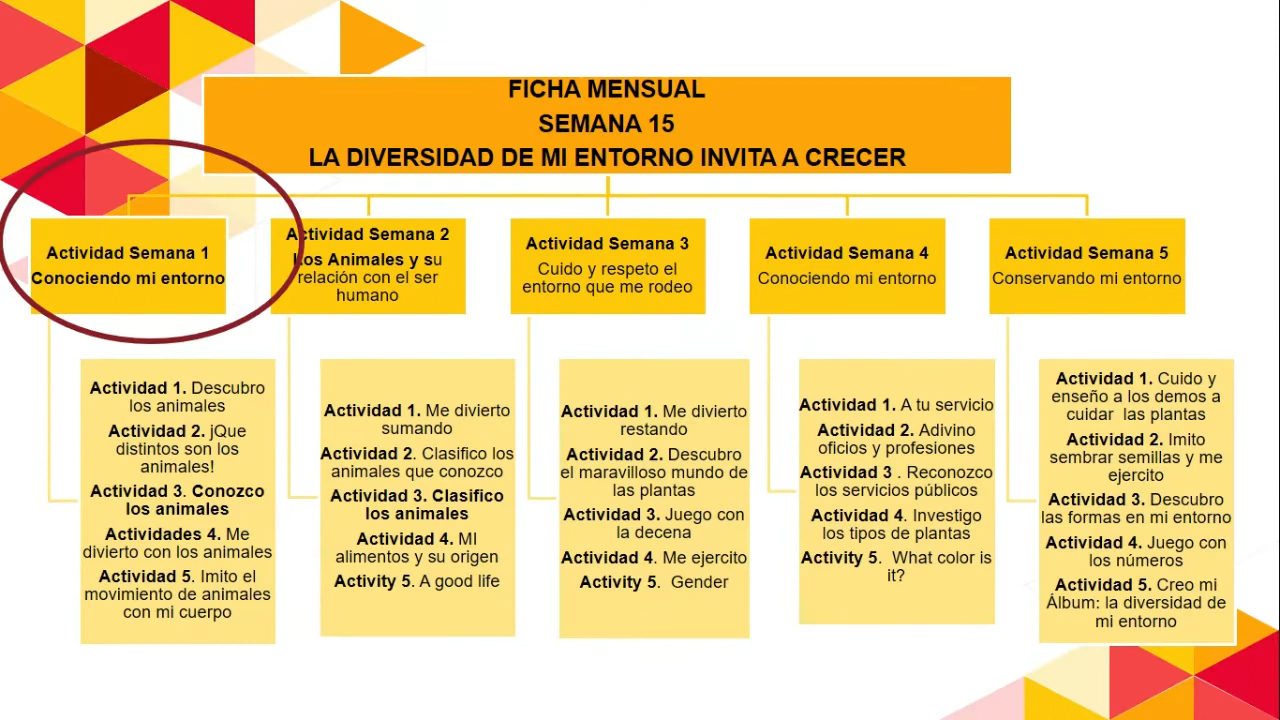 FICHA MENSUAL
SEMANA 15
LA DIVERSIDAD DE MI ENTORNO INVITA A CRECER
Actividad Semana 1
Conociendo mi entorno
Actividad 1. Descubro
los animales
Actividad 2. ¡Que
distintos son los
animales!
Actividad 3. Conozco
los animales
Actividades 4. Me
divierto con los animales
Actividad 5. Imito el
movimiento de animales
con mi cuerpo
Actividad Semana 2
Los Animales y su
relación con el ser
humano
Actividad 1. Me divierto
sumando
Actividad 2. Clasifico los
animales que conozco
Actividad 3. Clasifico
los animales
Actividad 4. MI
alimentos y su origen
Activity 5. A good life
Actividad Semana 3
Cuido y respeto el
entorno que me rodeo
Actividad 1. Me divierto
restando
Actividad 2. Descubro
el maravilloso mundo de
las plantas
Actividad 3. Juego con
la decena
Actividad 4. Me ejercito
Activity 5.  Gender
Actividad Semana 4
Conociendo mi entorno
Actividad 1. A tu servicio
Actividad 2. Adivino
oficios y profesiones
Actividad 3 . Reconozco
los servicios públicos
Actividad 4. Investigo
los tipos de plantas
Activity 5.  What color is
it?
Actividad Semana 5
Conservando mi entorno
Actividad 1. Cuido y
enseño a los demos a
cuidar  las plantas
Actividad 2. Imito
sembrar semillas y me
ejercito
Actividad 3. Descubro
las formas en mi entorno
Actividad 4. Juego con
los números
Actividad 5. Creo mi
Álbum: la diversidad de
mi entorno